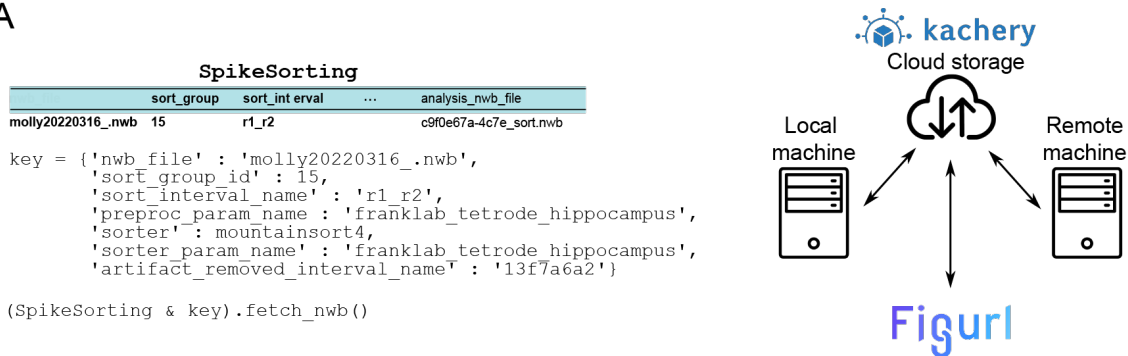 A
SpikeSorting
sort_group sort_int erval ... analysis_nwb_file
molly20220316_.nwb 15 r1_r2 c9f0e67a-4c7e_sort.nwb
key = {'nwb_file' : 'molly20220316_.nwb',
'sort_group_id' : 15,
'sort_interval_name' : 'r1_r2',
'preproc_param_name : 'franklab_tetrode_hippocampus',
'sorter' : mountainsort4,
'sorter_param_name' : 'franklab_tetrode_hippocampus',
'artifact_removed_interval_name' : '13f7a6a2'}
(SpikeSorting & key).fetch_nwb()
kachery
Cloud storage
Local
machine
Remote
machine
Figurl